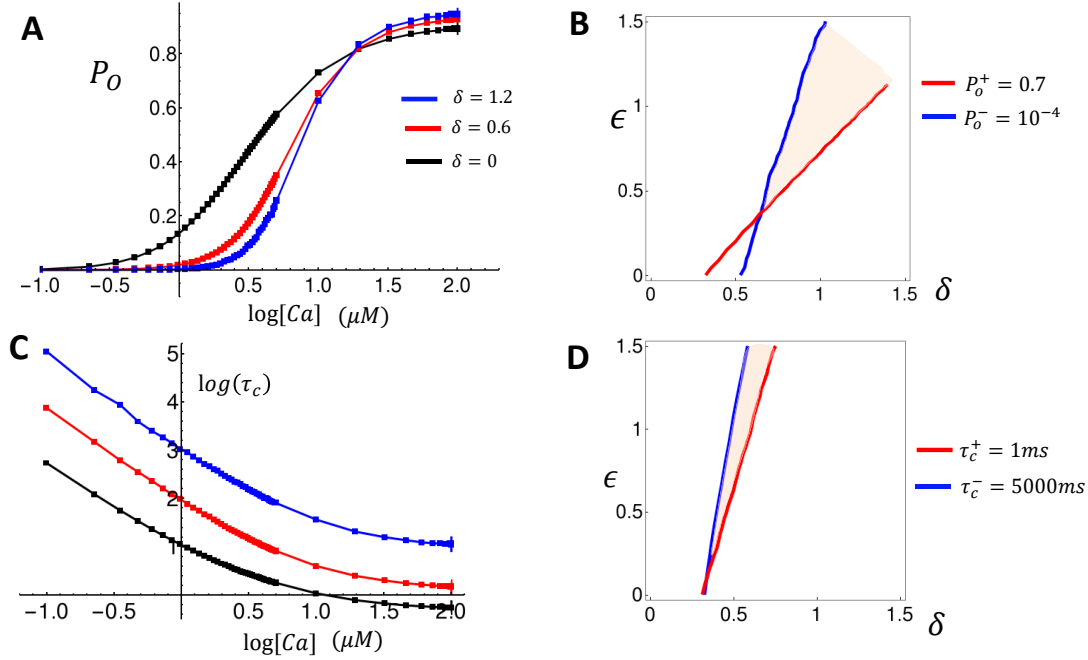 A
P_O
0.8
0.6
0.4
0.2
δ = 1.2
δ = 0.6
δ = 0
−1.0 −0.5 0.5 1.0 1.5 2.0
log[Ca] (μM)
B
1.5
1
0.5
0
ϵ
0 0.5 1 1.5
δ
P_o^+ = 0.7
P_o^- = 10^{-4}
C
log(τ_c)
5
4
3
2
1
-1.0 -0.5 0.5 1.0 1.5 2.0
log[Ca] (μM)
D
1.5
1
0.5
0
ϵ
0 0.5 1 1.5
δ
τ_c^+ = 1ms
τ_c^- = 5000ms